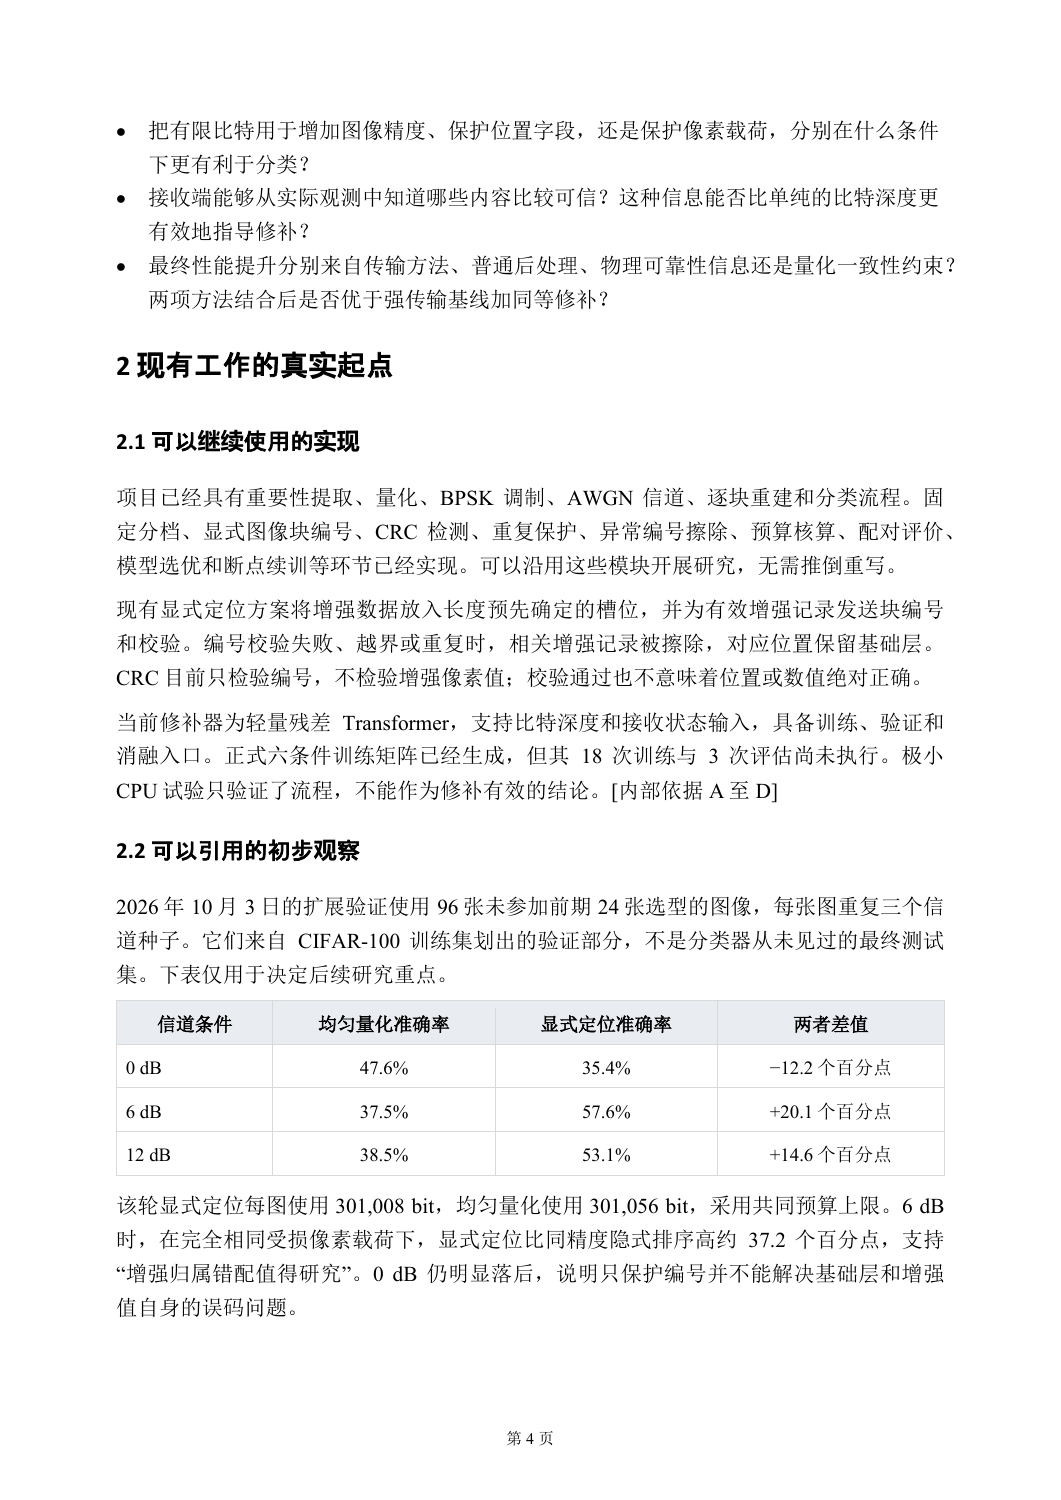 • 把有限比特用于增加图像精度、保护位置字段，还是保护像素载荷，分别在什么条件
下更有利于分类？
• 接收端能够从实际观测中知道哪些内容比较可信？这种信息能否比单纯的比特深度更
有效地指导修补？
• 最终性能提升分别来自传输方法、普通后处理、物理可靠性信息还是量化一致性约束？
两项方法结合后是否优于强传输基线加同等修补？
2 现有工作的真实起点
2.1 可以继续使用的实现
项目已经具有重要性提取、量化、BPSK 调制、AWGN 信道、逐块重建和分类流程。固
定分档、显式图像块编号、CRC 检测、重复保护、异常编号擦除、预算核算、配对评价、
模型选优和断点续训等环节已经实现。可以沿用这些模块开展研究，无需推倒重写。
现有显式定位方案将增强数据放入长度预先确定的槽位，并为有效增强记录发送块编号
和校验。编号校验失败、越界或重复时，相关增强记录被擦除，对应位置保留基础层。
CRC 目前只检验编号，不检验增强像素值；校验通过也不意味着位置或数值绝对正确。
当前修补器为轻量残差 Transformer，支持比特深度和接收状态输入，具备训练、验证和
消融入口。正式六条件训练矩阵已经生成，但其 18 次训练与 3 次评估尚未执行。极小
CPU 试验只验证了流程，不能作为修补有效的结论。[内部依据 A 至 D]
2.2 可以引用的初步观察
2026 年 10 月 3 日的扩展验证使用 96 张未参加前期 24 张选型的图像，每张图重复三个信
道种子。它们来自 CIFAR-100 训练集划出的验证部分，不是分类器从未见过的最终测试
集。下表仅用于决定后续研究重点。
信道条件 均匀量化准确率 显式定位准确率 两者差值
0 dB 47.6% 35.4% −12.2 个百分点
6 dB 37.5% 57.6% +20.1 个百分点
12 dB 38.5% 53.1% +14.6 个百分点
该轮显式定位每图使用 301,008 bit，均匀量化使用 301,056 bit，采用共同预算上限。6 dB
时，在完全相同受损像素载荷下，显式定位比同精度隐式排序高约 37.2 个百分点，支持
“增强归属错配值得研究”。0 dB 仍明显落后，说明只保护编号并不能解决基础层和增强
值自身的误码问题。
第 4 页